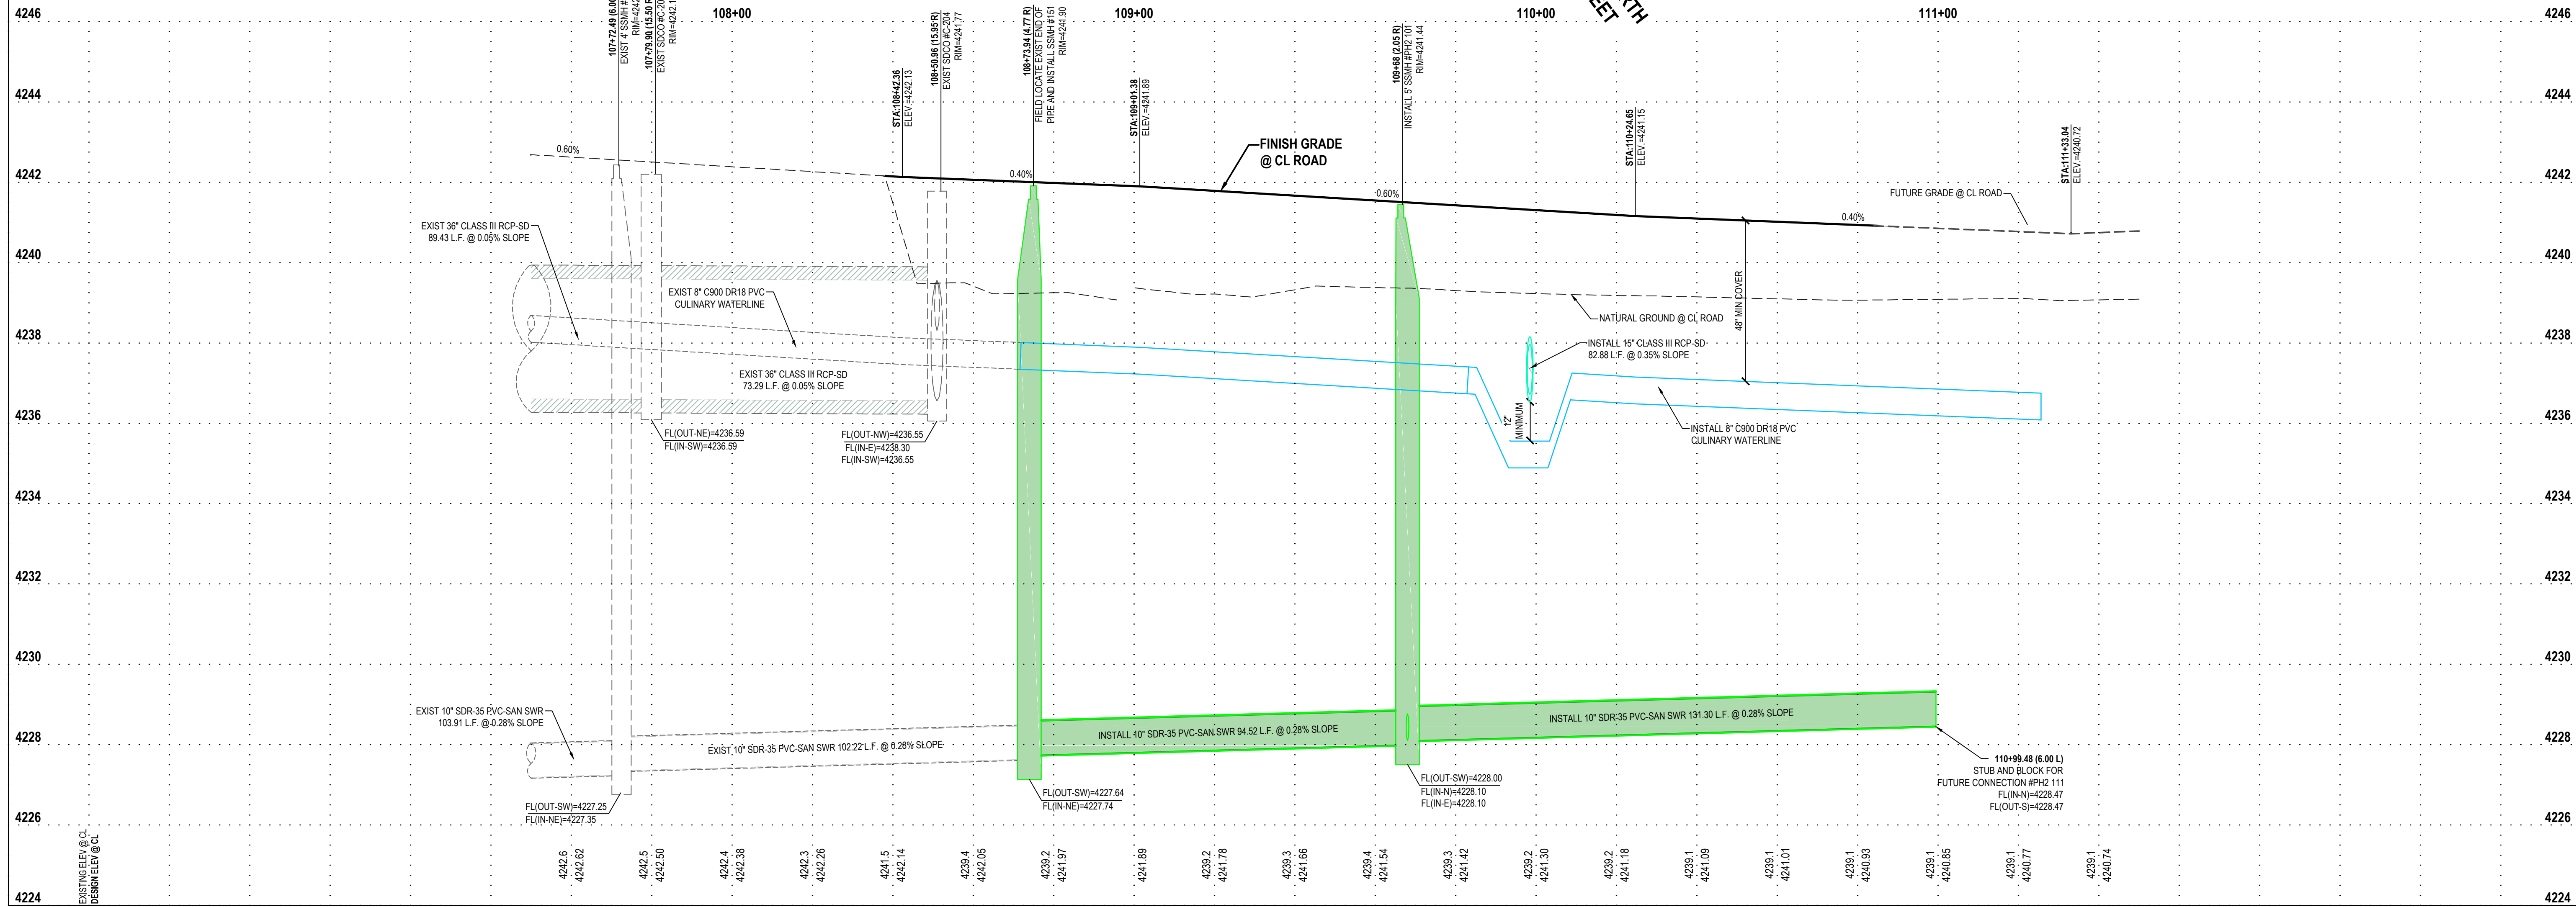 4246
4244
4242
4240
4238
4236
4234
4232
4230
4228
4226
4224
108+00
109+00
110+00
111+00
4246
4244
4242
4240
4238
4236
4234
4232
4230
4228
4226
4224
RTH
EET
107+72.49 (6.00
EXIST 4' SSMH #
107+79.90 (15.50 R)
STA:108+42.36
ELEV.=4242.13
108+50.96 (15.95 R)
EXIST SDCO #C-204
RIM=4241.77
108+73.94 (4.77 R)
FIELD LOCATE EXIST END OF
PIPE AND INSTALL SSMH #151
RIM=4241.90
STA:109+01.38
ELEV.=4241.89
109+68 (2.05 R)
INSTALL 5' SSMH #PH2 101
RIM=4241.44
STA:110+24.65
ELEV.=4241.15
STA:111+33.04
ELEV.=4240.72
0.60%
0.40%
FINISH GRADE
@ CL ROAD
0.60%
0.40%
FUTURE GRADE @ CL ROAD
EXIST 36" CLASS III RCP-SD
89.43 L.F. @ 0.05% SLOPE
EXIST 8" C900 DR18 PVC
CULINARY WATERLINE
EXIST 36" CLASS III RCP-SD
73.29 L.F. @ 0.05% SLOPE
NATURAL GROUND @ CL ROAD
48" MIN COVER
INSTALL 15" CLASS III RCP-SD
82.88 L.F. @ 0.35% SLOPE
12"
MINIMUM
INSTALL 8" C900 DR18 PVC
CULINARY WATERLINE
FL(OUT-NE)=4236.59
FL(IN-SW)=4236.59
FL(OUT-NW)=4236.55
FL(IN-E)=4238.30
FL(IN-SW)=4236.55
EXIST 10" SDR-35 PVC-SAN SWR
103.91 L.F. @ 0.28% SLOPE
EXIST 10" SDR-35 PVC-SAN SWR 102.22 L.F. @ 0.28% SLOPE
INSTALL 10" SDR-35 PVC-SAN SWR 94.52 L.F. @ 0.28% SLOPE
INSTALL 10" SDR-35 PVC-SAN SWR 131.30 L.F. @ 0.28% SLOPE
FL(OUT-SW)=4227.25
FL(IN-NE)=4227.35
FL(OUT-SW)=4227.64
FL(IN-NE)=4227.74
FL(OUT-SW)=4228.00
FL(IN-N)=4228.10
FL(IN-E)=4228.10
110+99.48 (6.00 L)
STUB AND BLOCK FOR
FUTURE CONNECTION #PH2 111
FL(IN-N)=4228.47
FL(OUT-S)=4228.47
EXISTING ELEV @ CL
DESIGN ELEV @ CL
4242.6
4242.62
4242.5
4242.50
4242.4
4242.38
4242.3
4242.26
4241.5
4242.14
4239.4
4242.05
4239.2
4241.97
4241.89
4239.2
4241.78
4239.3
4241.66
4239.4
4241.54
4239.3
4241.42
4239.2
4241.30
4239.2
4241.18
4239.1
4241.09
4239.1
4241.01
4239.1
4240.93
4239.1
4240.85
4239.1
4240.77
4239.1
4240.74